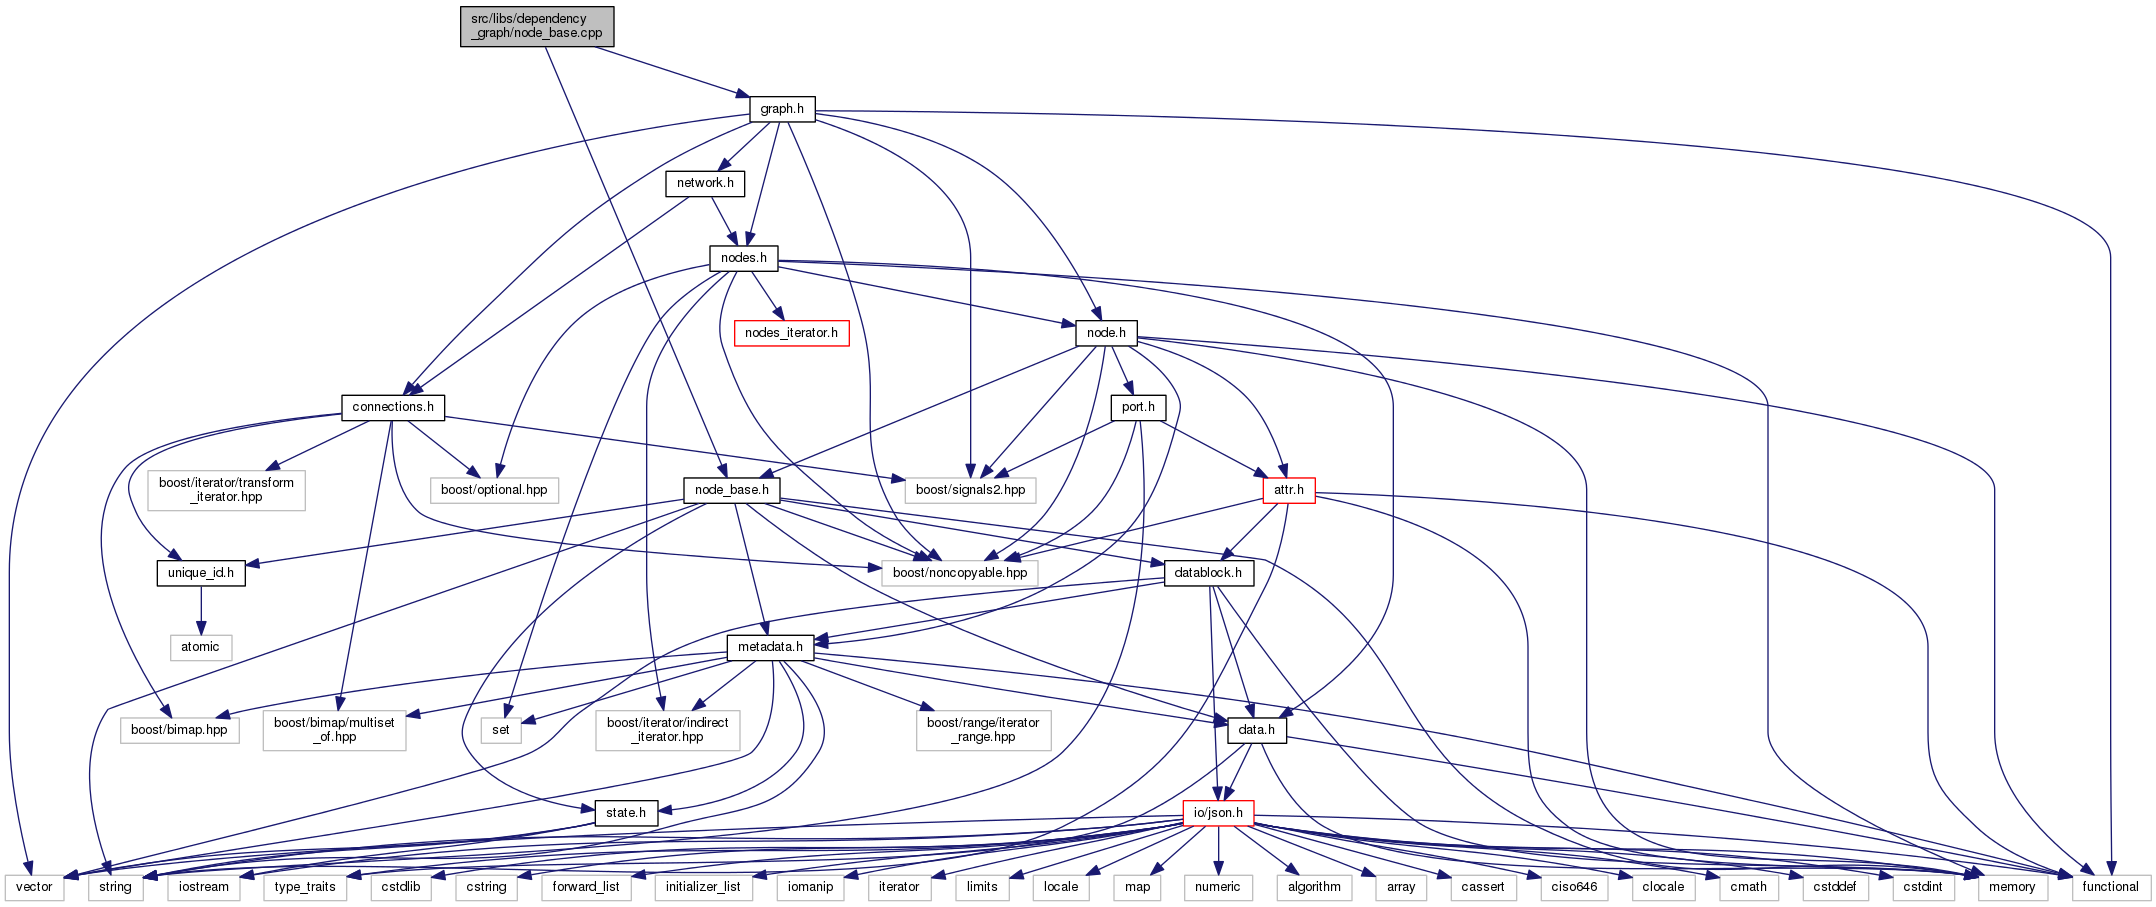 src/libs/dependency
_graph/node_base.cpp
graph.h
network.h
nodes.h
nodes_iterator.h
node.h
connections.h
port.h
boost/iterator/transform
_iterator.hpp
boost/optional.hpp
node_base.h
boost/signals2.hpp
attr.h
unique_id.h
boost/noncopyable.hpp
datablock.h
atomic
metadata.h
boost/bimap.hpp
boost/bimap/multiset
_of.hpp
set
boost/iterator/indirect
_iterator.hpp
boost/range/iterator
_range.hpp
data.h
state.h
io/json.h
vector
string
iostream
type_traits
cstdlib
cstring
forward_list
initializer_list
iomanip
iterator
limits
locale
map
numeric
algorithm
array
cassert
ciso646
clocale
cmath
cstddef
cstdint
memory
functional